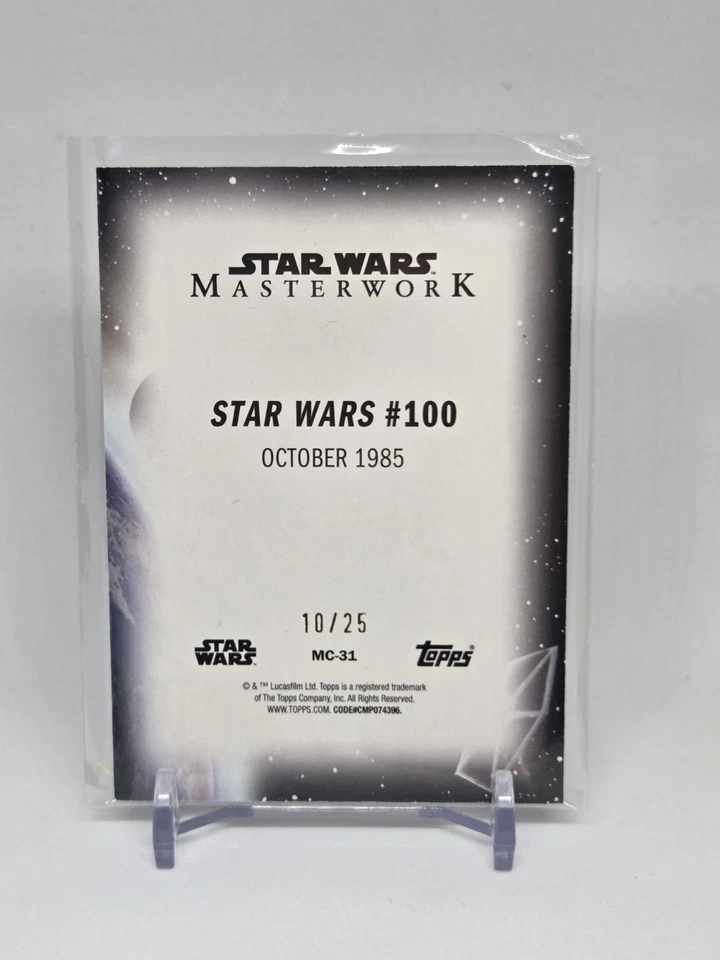 STAR WARS™
MASTERWORK
STAR WARS #100
OCTOBER 1985
10/25
STAR
WARS
MC-31
Topps®
© & ™ Lucasfilm Ltd. Topps is a registered trademark
of The Topps Company, Inc. All Rights Reserved.
WWW.TOPPS.COM. CODE#CMP074396.